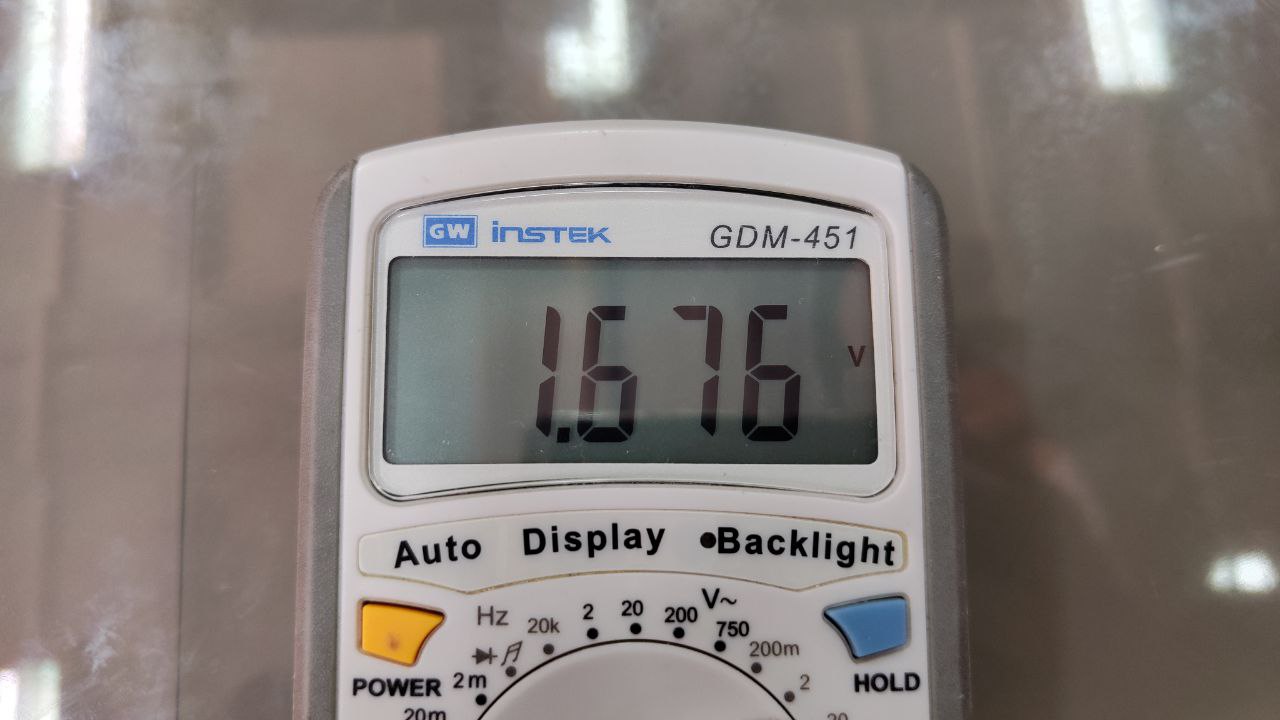 GW INSTEK GDM-451
1.676 V
Auto Display •Backlight
Hz 20k 2 20 200 V~ 750 200m 2
POWER 2m HOLD
20m 20